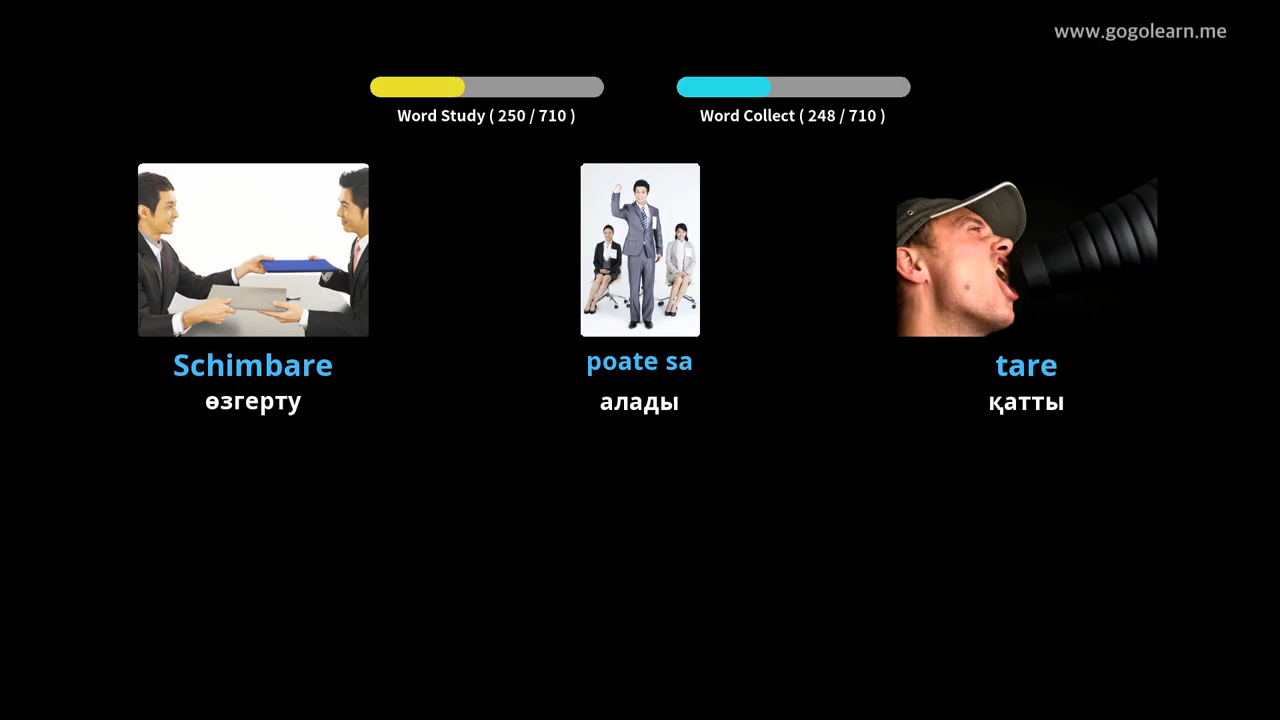 www.gogolearn.me
Word Study ( 250 / 710 )
Word Collect ( 248 / 710 )
Schimbare
өзгерту
poate sa
алады
tare
қатты